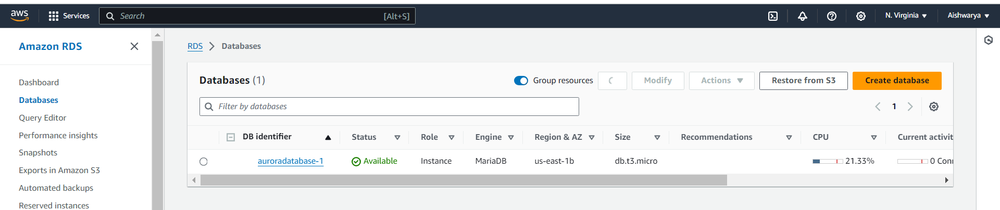 aws Services Search [Alt+S] N. Virginia Aishwarya
Amazon RDS
Dashboard
Databases
Query Editor
Performance insights
Snapshots
Exports in Amazon S3
Automated backups
Reserved instances
RDS Databases
Databases (1) Group resources Modify Actions Restore from S3 Create database
Filter by databases 1
DB identifier Status Role Engine Region & AZ Size Recommendations CPU Current activit
auroradatabase-1 Available Instance MariaDB us-east-1b db.t3.micro 21.33% 0 Conn